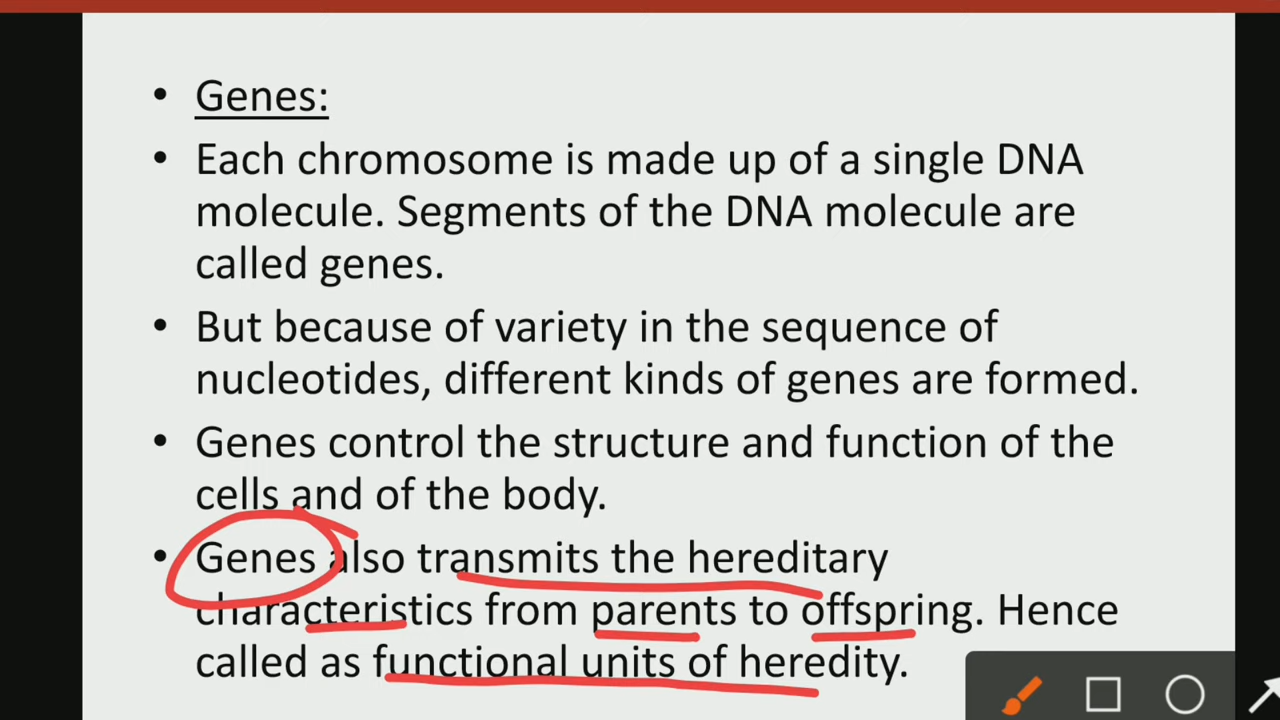 • Genes:
• Each chromosome is made up of a single DNA
molecule. Segments of the DNA molecule are
called genes.
• But because of variety in the sequence of
nucleotides, different kinds of genes are formed.
• Genes control the structure and function of the
cells and of the body.
• Genes also transmits the hereditary
characteristics from parents to offspring. Hence
called as functional units of heredity.